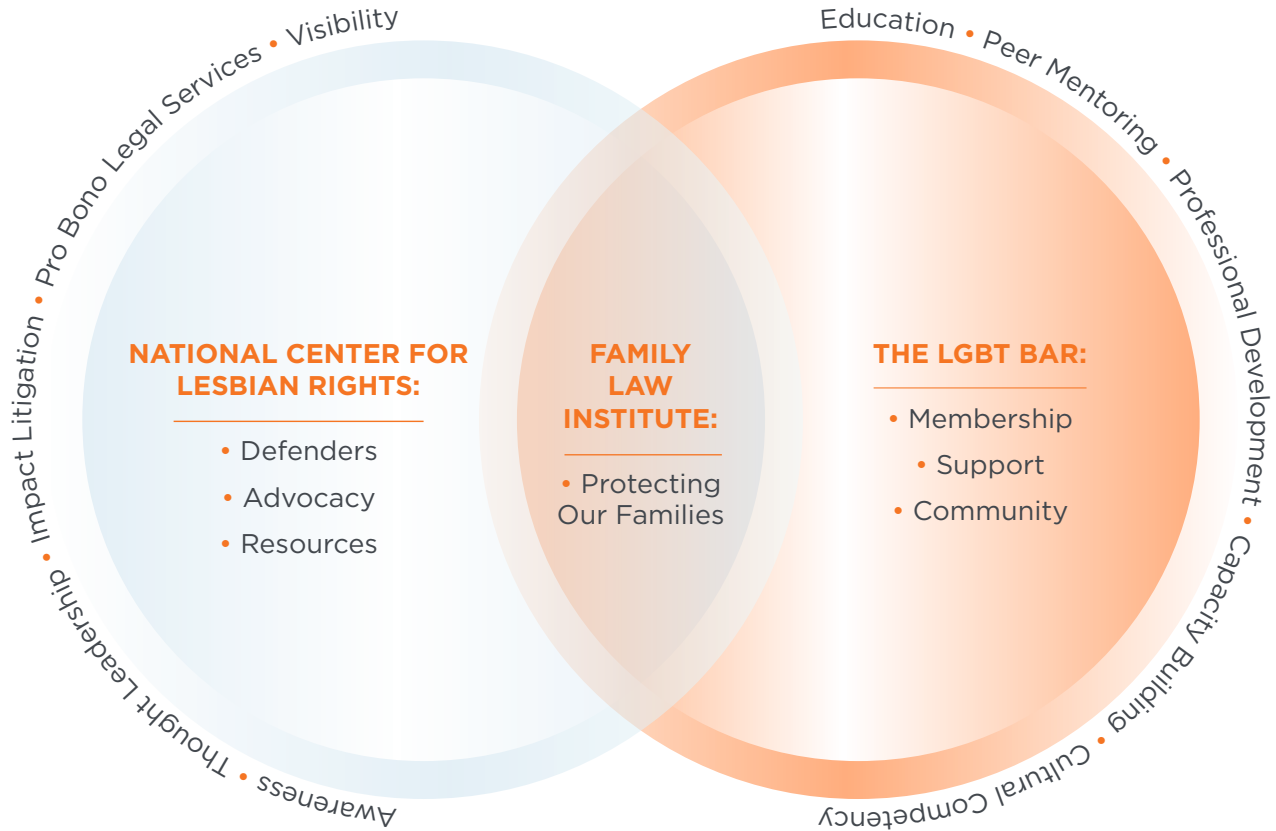 Awareness • Thought Leadership • Impact Litigation • Pro Bono Legal Services • Visibility
Education • Peer Mentoring • Professional Development • Capacity Building • Cultural Competency
NATIONAL CENTER FOR
LESBIAN RIGHTS:
• Defenders
• Advocacy
• Resources
FAMILY
LAW
INSTITUTE:
• Protecting
Our Families
THE LGBT BAR:
• Membership
• Support
• Community